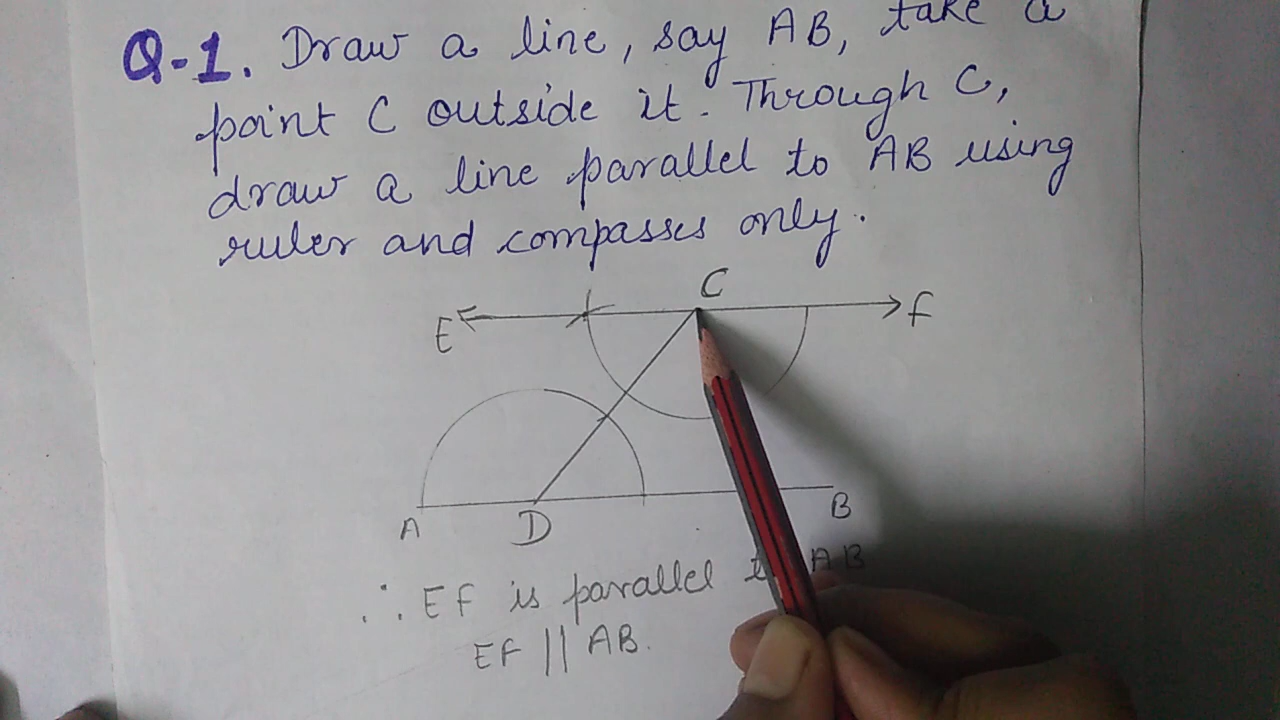 Q-1. Draw a line, say AB, take a
point C outside it. Through C,
draw a line parallel to AB using
ruler and compasses only.
C
E
F
A
D
B
∴ EF is parallel to AB
EF || AB.